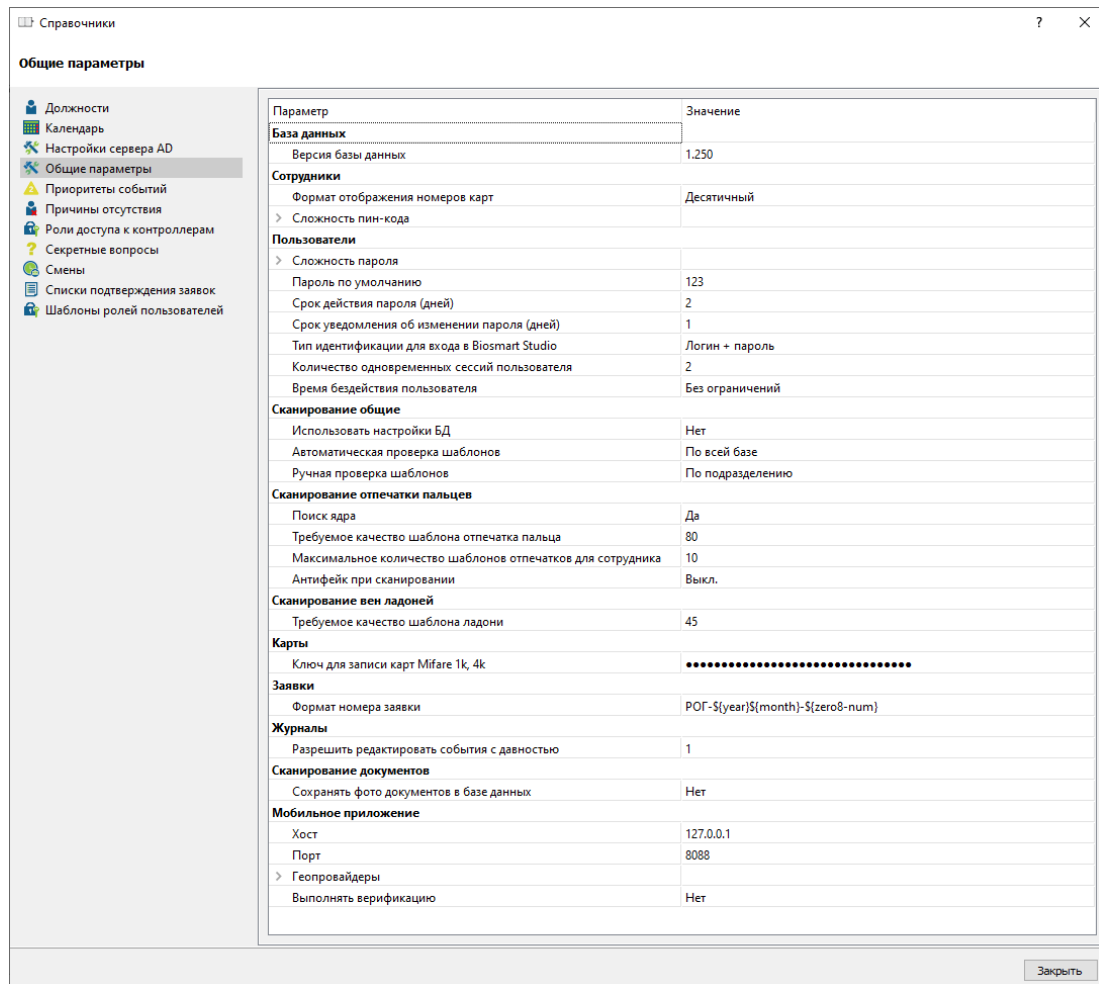 Справочники ? ×
Общие параметры
Должности
Календарь
Настройки сервера AD
Общие параметры
Приоритеты событий
Причины отсутствия
Роли доступа к контроллерам
Секретные вопросы
Смены
Списки подтверждения заявок
Шаблоны ролей пользователей
Параметр Значение
База данных
Версия базы данных 1.250
Сотрудники
Формат отображения номеров карт Десятичный
Сложность пин-кода
Пользователи
Сложность пароля
Пароль по умолчанию 123
Срок действия пароля (дней) 2
Срок уведомления об изменении пароля (дней) 1
Тип идентификации для входа в Biosmart Studio Логин + пароль
Количество одновременных сессий пользователя 2
Время бездействия пользователя Без ограничений
Сканирование общие
Использовать настройки БД Нет
Автоматическая проверка шаблонов По всей базе
Ручная проверка шаблонов По подразделению
Сканирование отпечатки пальцев
Поиск ядра Да
Требуемое качество шаблона отпечатка пальца 80
Максимальное количество шаблонов отпечатков для сотрудника 10
Антифейк при сканировании Выкл.
Сканирование вен ладоней
Требуемое качество шаблона ладони 45
Карты
Ключ для записи карт Mifare 1k, 4k ●●●●●●●●●●●●●●●●●●●●●●●●●●●●●●●●
Заявки
Формат номера заявки РОГ-${year}${month}-${zero8-num}
Журналы
Разрешить редактировать события с давностью 1
Сканирование документов
Сохранять фото документов в базе данных Нет
Мобильное приложение
Хост 127.0.0.1
Порт 8088
Геопровайдеры
Выполнять верификацию Нет
Закрыть